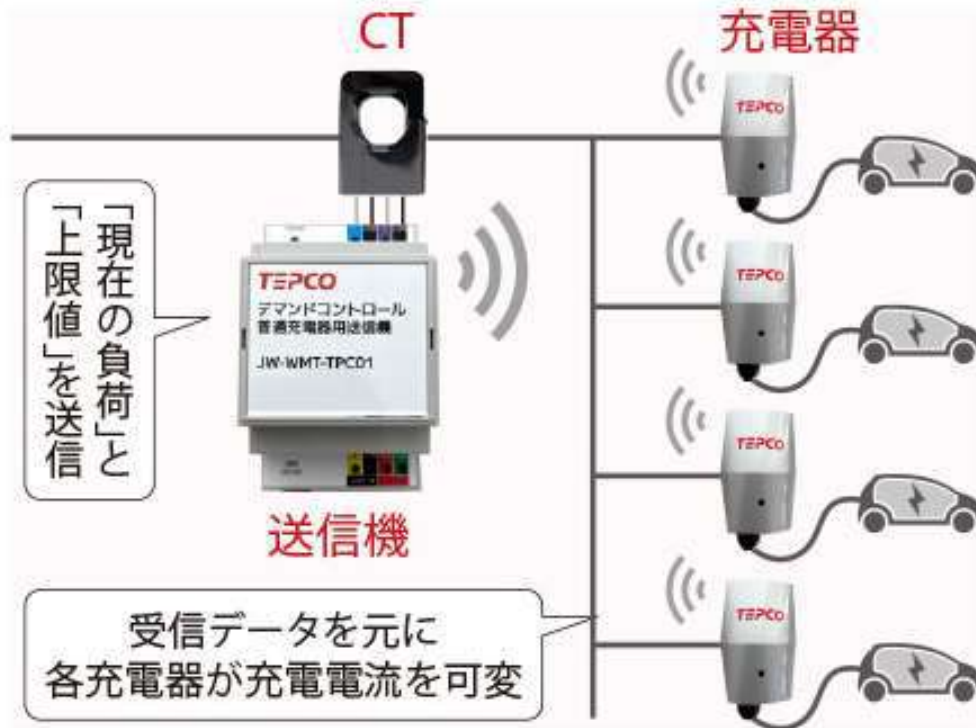 CT
充電器
TEPCO
「現在の負荷」と
「上限値」を送信
TEPCO
デマンドコントロール
普通充電器用送信機
JW-WMT-TPC01
TEPCO
TEPCO
送信機
TEPCO
受信データを元に
各充電器が充電電流を可変